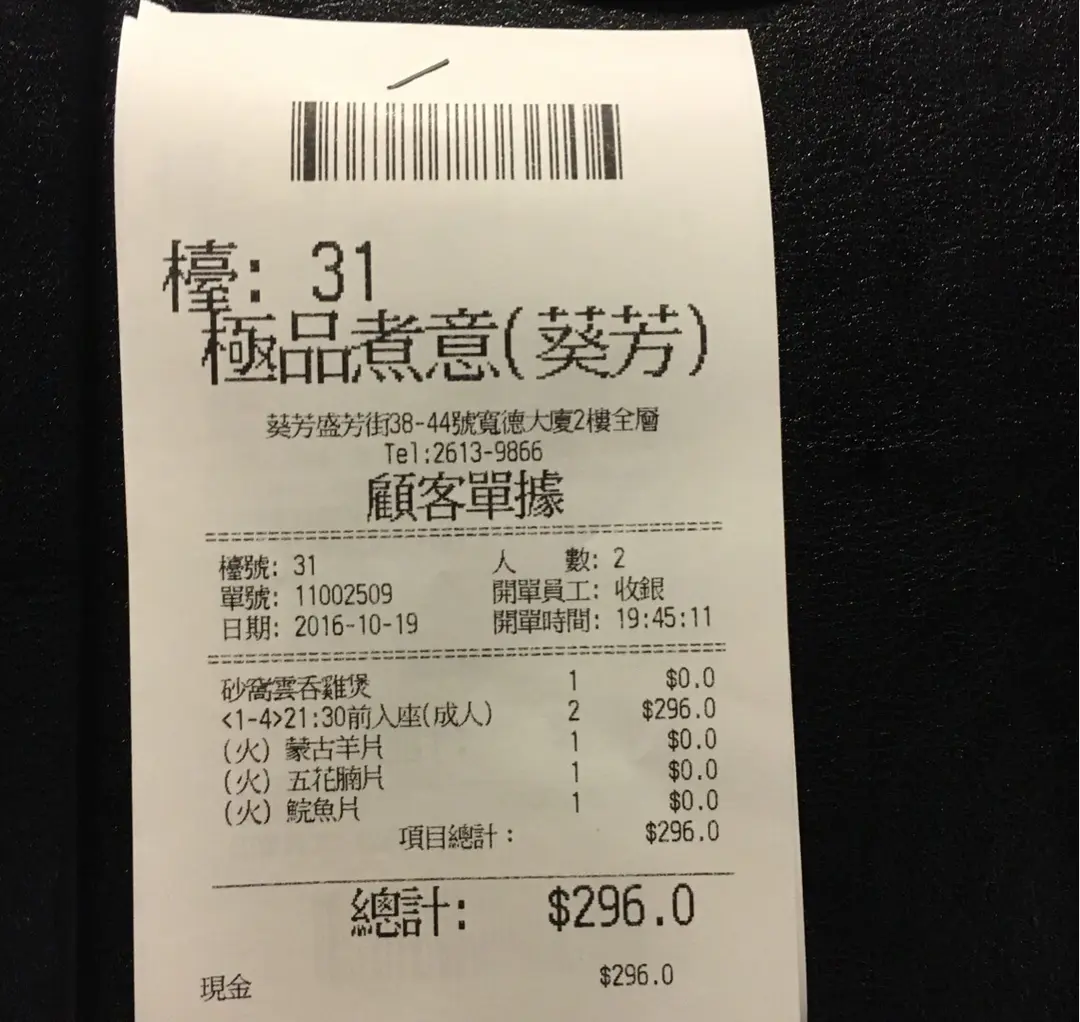 檯: 31
極品煮意(葵芳)
葵芳盛芳街38-44號寬德大廈2樓全層
Tel:2613-9866
顧客單據
檯號: 31 人 數: 2
單號: 11002509 開單員工: 收銀
日期: 2016-10-19 開單時間: 19:45:11
砂窩雲吞雞煲 1 $0.0
<1-4>21:30前入座(成人) 2 $296.0
(火) 蒙古羊片 1 $0.0
(火) 五花腩片 1 $0.0
(火) 鯇魚片 1 $0.0
項目總計: $296.0
總計: $296.0
現金 $296.0